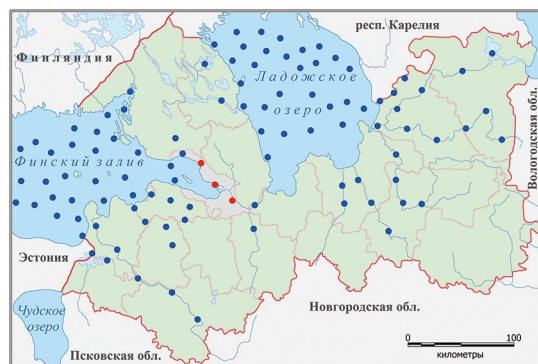 респ. Карелия
Финляндия
Ладожское
озеро
Вологодская обл.
Финский залив
Эстония
Чудское
озеро
Новгородская обл.
Псковская обл.
0 100
километры